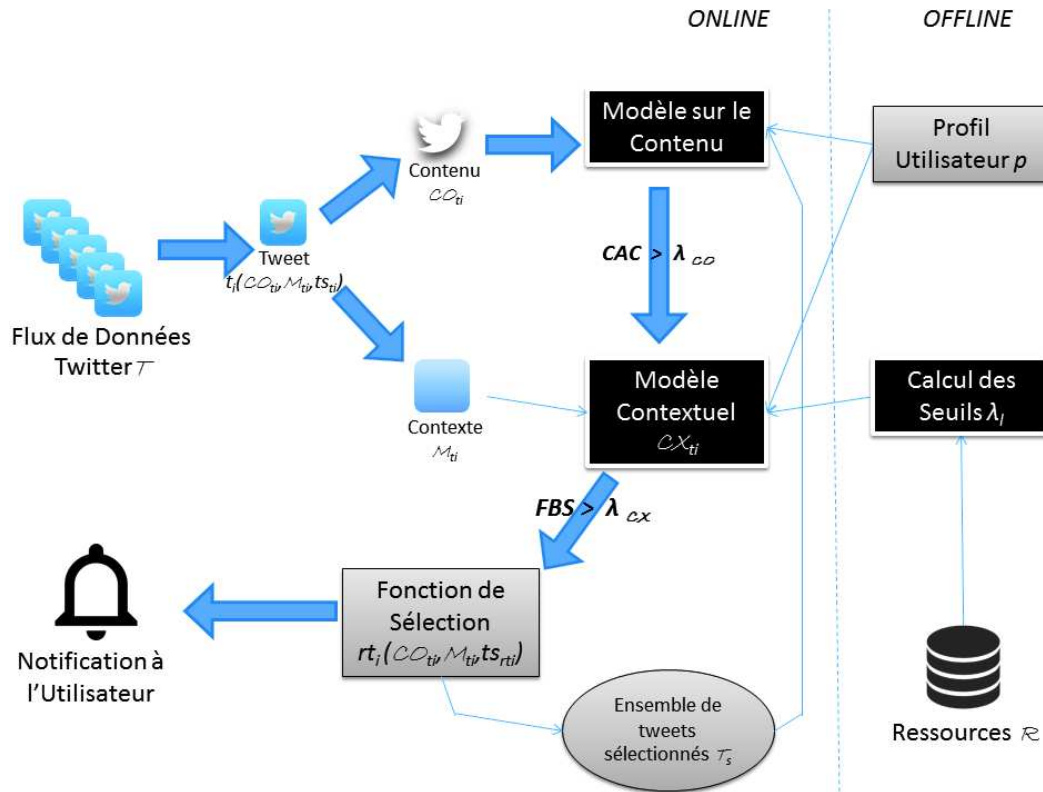 ONLINE
OFFLINE
Modèle sur le
Contenu
Profil
Utilisateur p
Contenu
CO_ti
Tweet
t_i(CO_ti, M_ti, ts_ti)
CAC > λ_CO
Flux de Données
Twitter T
Modèle
Contextuel
CX_ti
Calcul des
Seuils λ_l
Contexte
M_ti
FBS > λ_CX
Fonction de
Sélection
rt_i (CO_ti, M_ti, ts_rti)
Notification à
l'Utilisateur
Ensemble de
tweets
sélectionnés T_s
Ressources R